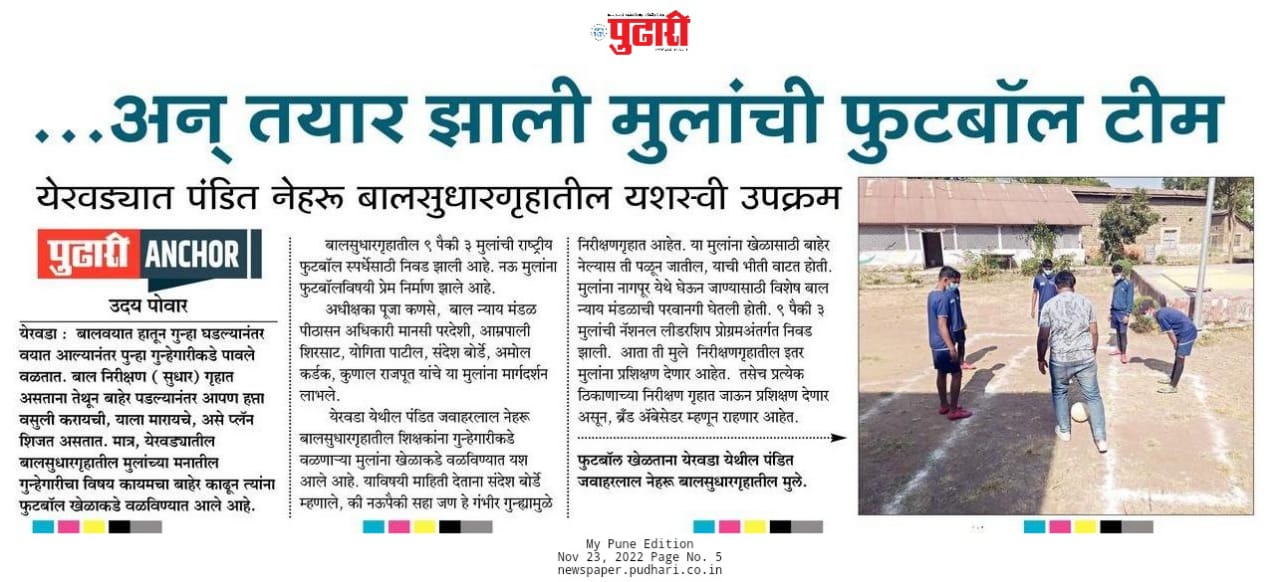 पुढारी
...अन् तयार झाली मुलांची फुटबॉल टीम
येरवड्यात पंडित नेहरू बालसुधारगृहातील यशस्वी उपक्रम
पुढारी ANCHOR
उदय पोवार
येरवडा : बालवयात हातून गुन्हा घडल्यानंतर
वयात आल्यानंतर पुन्हा गुन्हेगारीकडे पावले
वळतात. बाल निरीक्षण ( सुधार) गृहात
असताना तेथून बाहेर पडल्यानंतर आपण हप्ता
वसुली करायची, याला मारायचे, असे प्लॅन
शिजत असतात. मात्र, येरवड्यातील
बालसुधारगृहातील मुलांच्या मनातील
गुन्हेगारीचा विषय कायमचा बाहेर काढून त्यांना
फुटबॉल खेळाकडे वळविण्यात आले आहे.
बालसुधारगृहातील ९ पैकी ३ मुलांची राष्ट्रीय
फुटबॉल स्पर्धेसाठी निवड झाली आहे. नऊ मुलांना
फुटबॉलविषयी प्रेम निर्माण झाले आहे.
अधीक्षका पूजा कणसे, बाल न्याय मंडळ
पीठासन अधिकारी मानसी परदेशी, आम्रपाली
शिरसाट, योगिता पाटील, संदेश बोर्डे, अमोल
कर्डक, कुणाल राजपूत यांचे या मुलांना मार्गदर्शन
लाभले.
येरवडा येथील पंडित जवाहरलाल नेहरू
बालसुधारगृहातील शिक्षकांना गुन्हेगारीकडे
वळणाऱ्या मुलांना खेळाकडे वळविण्यात यश
आले आहे. याविषयी माहिती देताना संदेश बोर्डे
म्हणाले, की नऊपैकी सहा जण हे गंभीर गुन्ह्यामुळे
निरीक्षणगृहात आहेत. या मुलांना खेळासाठी बाहेर
नेल्यास ती पळून जातील, याची भीती वाटत होती.
मुलांना नागपूर येथे घेऊन जाण्यासाठी विशेष बाल
न्याय मंडळाची परवानगी घेतली होती. ९ पैकी ३
मुलांची नॅशनल लीडरशिप प्रोग्रमअंतर्गत निवड
झाली. आता ती मुले निरीक्षणगृहातील इतर
मुलांना प्रशिक्षण देणार आहेत. तसेच प्रत्येक
ठिकाणाच्या निरीक्षण गृहात जाऊन प्रशिक्षण देणार
असून, ब्रँड ॲंबेसेडर म्हणून राहणार आहेत.
फुटबॉल खेळताना येरवडा येथील पंडित
जवाहरलाल नेहरू बालसुधारगृहातील मुले.
My Pune Edition
Nov 23, 2022 Page No. 5
newspaper.pudhari.co.in